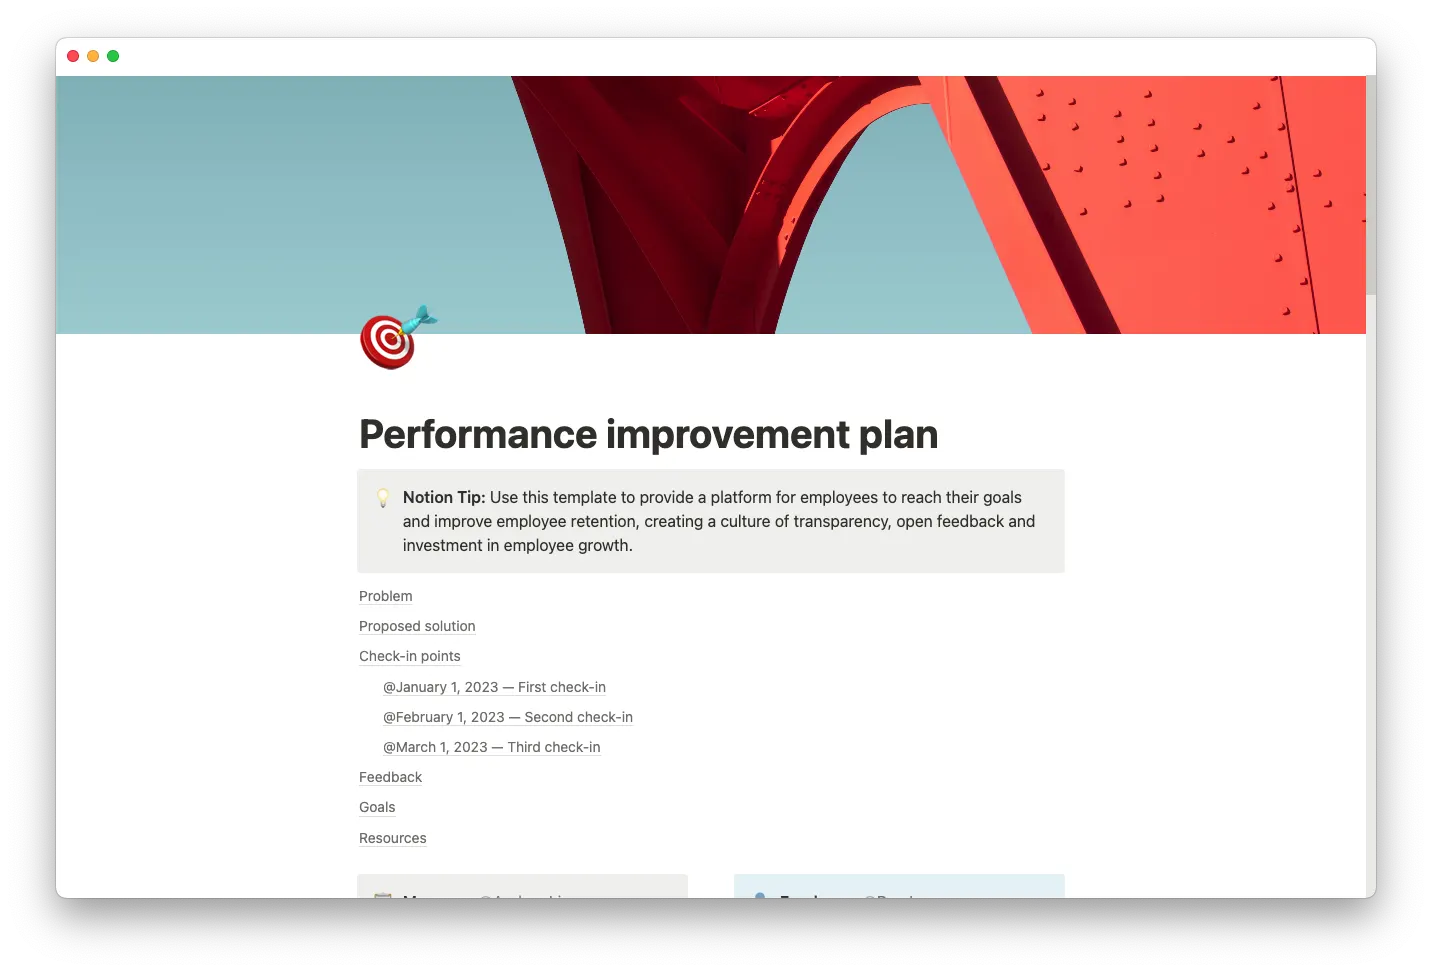 Performance improvement plan
Notion Tip: Use this template to provide a platform for employees to reach their goals
and improve employee retention, creating a culture of transparency, open feedback and
investment in employee growth.
Problem
Proposed solution
Check-in points
@January 1, 2023 — First check-in
@February 1, 2023 — Second check-in
@March 1, 2023 — Third check-in
Feedback
Goals
Resources